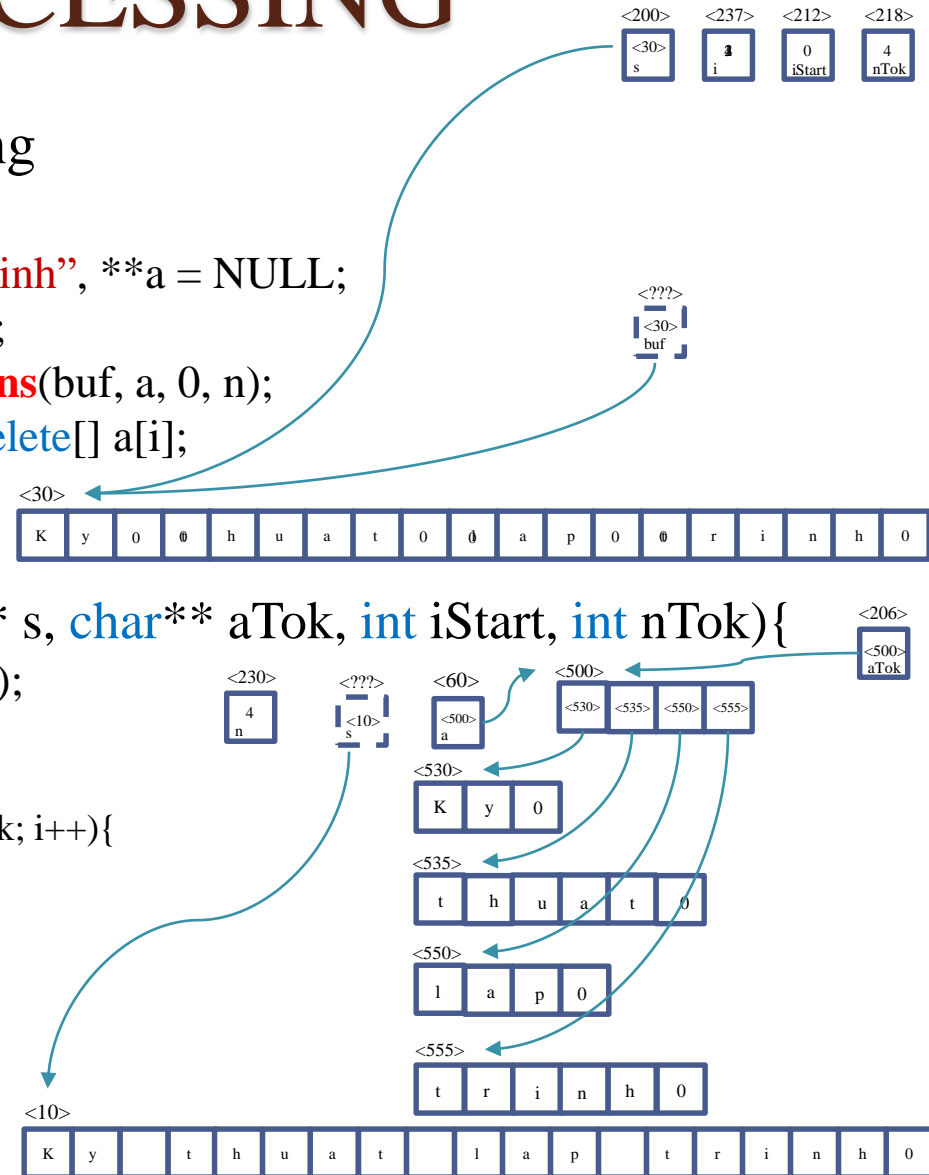 CESSING
<200> <237> <212> <218>
<30> 0 4
s i iStart nTok
ng
inh”, **a = NULL;
;
<???>
<30>
buf
ns(buf, a, 0, n);
elete[] a[i];
<30>
K y 0 h u a t 0 a p 0 r i n h 0
* s, char** aTok, int iStart, int nTok){
<206>
<500>
aTok
);
<230> <???> <60> <500>
4 <10> <500> <530> <535> <550> <555>
n s a
<530>
K y 0
k; i++){
<535>
t h u a t 0
<550>
l a p 0
<555>
t r i n h 0
<10>
K y t h u a t l a p t r i n h 0